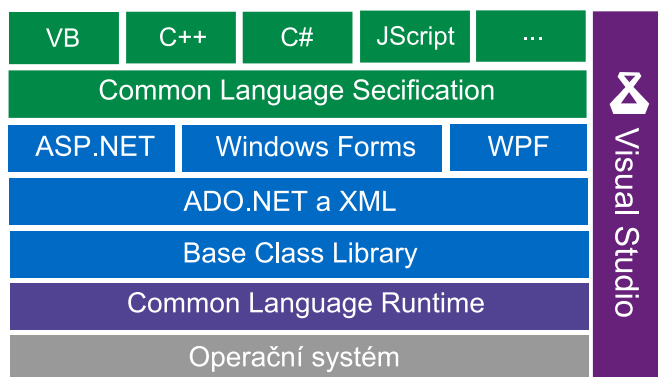 VB C++ C# JScript ...
Common Language Secification
ASP.NET Windows Forms WPF
ADO.NET a XML
Base Class Library
Common Language Runtime
Operační systém
Visual Studio